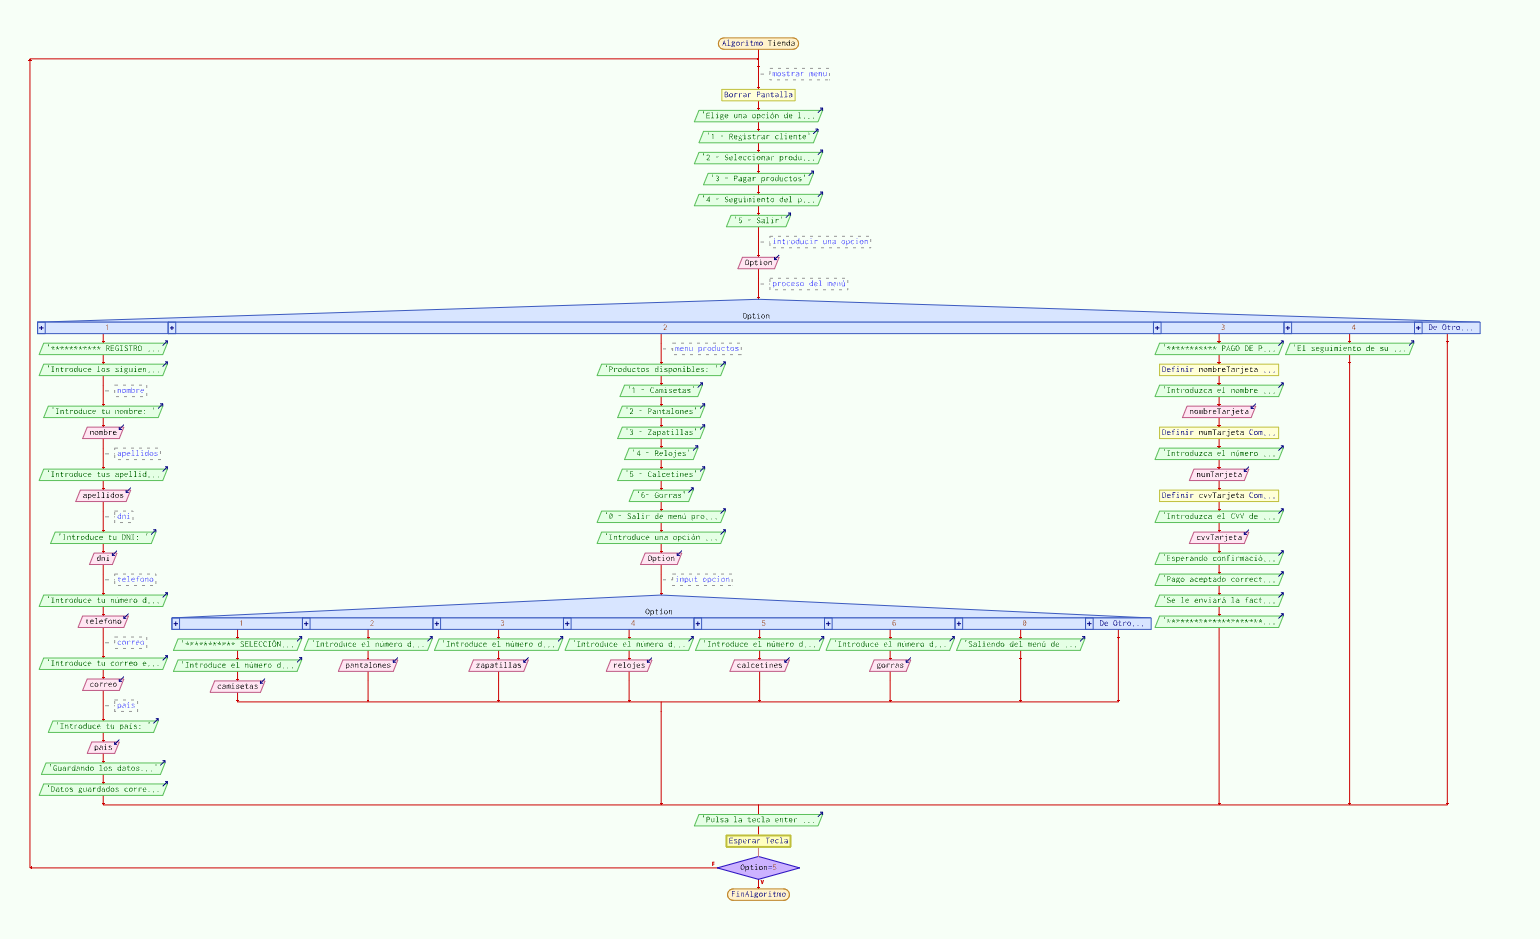 Algoritmo Tienda
mostrar menu
Borrar Pantalla
'Elige una opción de l...
'1 - Registrar cliente'
'2 - Seleccionar produ...
'3 - Pagar productos'
'4 - Seguimiento del p...
'5 - Salir'
introducir una opcion
Option
proceso del menú
Option
+ 1 + 2 + 3 + 4 + De Otro...
'*********** REGISTRO ...
'Introduce los siguien...
nombre
'Introduce tu nombre: '
nombre
apellidos
'Introduce tus apellid...
apellidos
dni
'Introduce tu DNI: '
dni
telefono
'Introduce tu número d...
telefono
correo
'Introduce tu correo e...
correo
pais
'Introduce tu país: '
pais
'Guardando los datos...'
'Datos guardados corre...
menu productos
'Productos disponibles: '
'1 - Camisetas'
'2 - Pantalones'
'3 - Zapatillas'
'4 - Relojes'
'5 - Calcetines'
'6- Gorras'
'0 - Salir de menú pro...
'Introduce una opción ...
Option
input opcion
Option
+ 1 + 2 + 3 + 4 + 5 + 6 + 0 + De Otro...
'*********** SELECCIÓN...
'Introduce el número d...
camisetas
'Introduce el numero d...
pantalones
'Introduce el número d...
zapatillas
'Introduce el número d...
relojes
'Introduce el número d...
calcetines
'Introduce el numero d...
gorras
'Saliendo del menú de ...
'*********** PAGO DE P...
Definir nombreTarjeta ...
'Introduzca el nombre ...
nombreTarjeta
Definir numTarjeta Com...
'Introduzca el número ...
numTarjeta
Definir cvvTarjeta Com...
'Introduzca el CVV de ...
cvvTarjeta
'Esperando confirmació...
'Pago aceptado correct...
'Se le enviará la fact...
'*********************...
'El seguimiento de su ...
'Pulsa la tecla enter ...
Esperar Tecla
F
Option=5
V
FinAlgoritmo